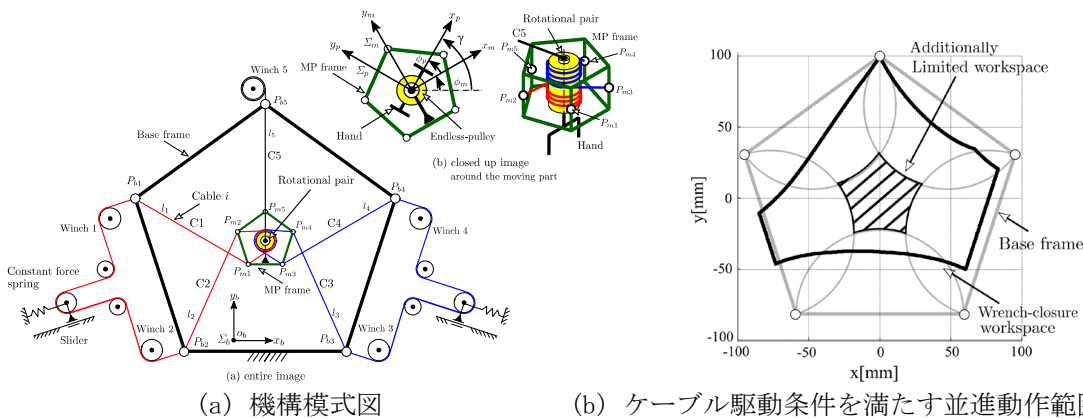 y_m
x_p
Σ_m
γ
y_p
x_m
ϕ_p
Σ_p
ϕ_m
MP frame
Hand
Endless-pulley
Rotational pair
C5
P_m5
MP frame
P_m4
P_m2
P_m3
P_m1
Hand
(b) closed up image
around the moving part
Winch 5
P_b5
Base frame
l_5
C5
Rotational pair
P_b1
P_b4
Cable i
l_1
C1
l_4
C4
P_m5
P_m2
P_m4
P_m1
P_m3
MP frame
Winch 1
Winch 4
Constant force
spring
Slider
C2
C3
l_2
l_3
Winch 2
Winch 3
P_b2
P_b3
y_b
Σ_b
o_b
x_b
(a) entire image
(a) 機構模式図
Additionally
Limited workspace
100
50
0
-50
-100
y[mm]
Base frame
Wrench-closure
workspace
-100
-50
0
50
100
x[mm]
(b) ケーブル駆動条件を満たす並進動作範囲